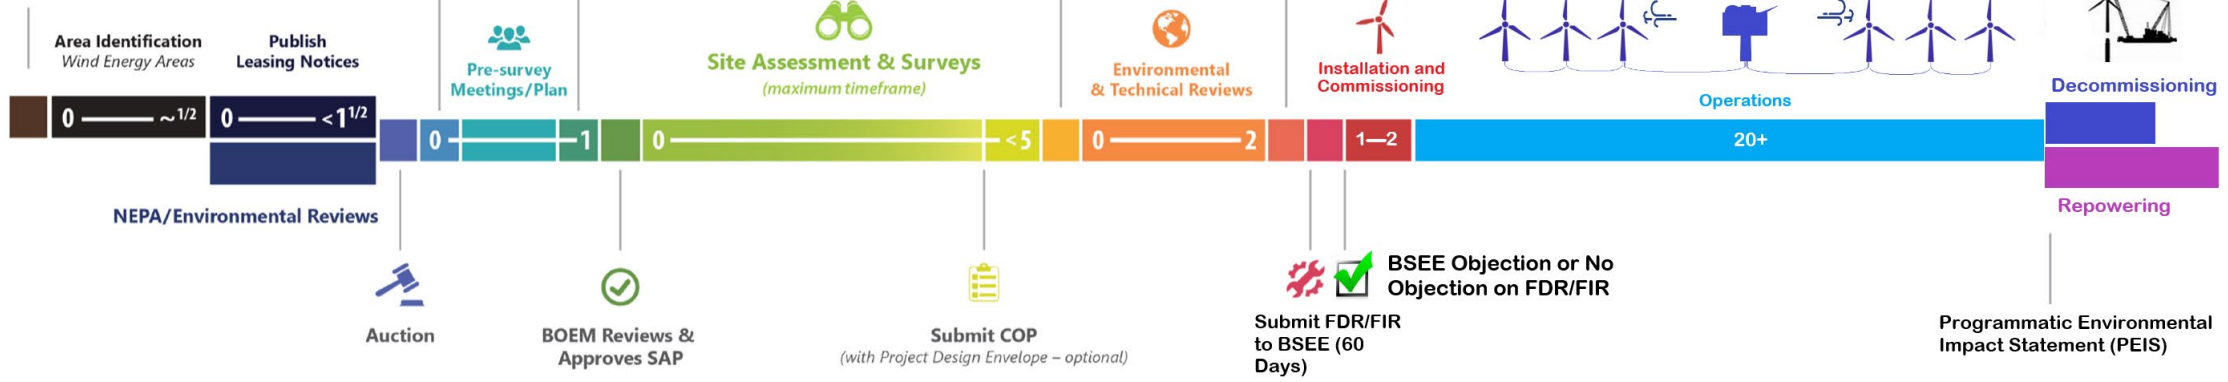 Area Identification
Wind Energy Areas
Publish
Leasing Notices
Pre-survey
Meetings/Plan
Site Assessment & Surveys
(maximum timeframe)
Environmental
& Technical Reviews
Installation and
Commissioning
Operations
Decommissioning
0 ~1/2
0 <1 1/2
0 1
0 <5
0 2
1—2
20+
Repowering
NEPA/Environmental Reviews
Auction
BOEM Reviews &
Approves SAP
Submit COP
(with Project Design Envelope – optional)
Submit FDR/FIR
to BSEE (60
Days)
BSEE Objection or No
Objection on FDR/FIR
Programmatic Environmental
Impact Statement (PEIS)